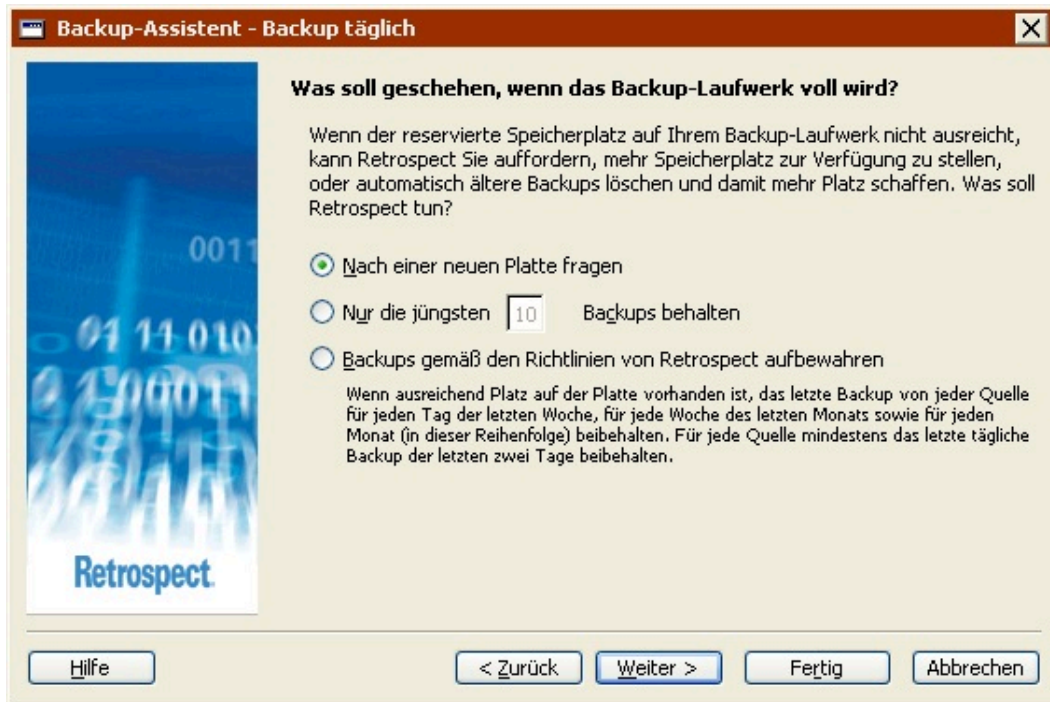 Backup-Assistent - Backup täglich
Was soll geschehen, wenn das Backup-Laufwerk voll wird?
Wenn der reservierte Speicherplatz auf Ihrem Backup-Laufwerk nicht ausreicht,
kann Retrospect Sie auffordern, mehr Speicherplatz zur Verfügung zu stellen,
oder automatisch ältere Backups löschen und damit mehr Platz schaffen. Was soll
Retrospect tun?
Nach einer neuen Platte fragen
Nur die jüngsten 10 Backups behalten
Backups gemäß den Richtlinien von Retrospect aufbewahren
Wenn ausreichend Platz auf der Platte vorhanden ist, das letzte Backup von jeder Quelle
für jeden Tag der letzten Woche, für jede Woche des letzten Monats sowie für jeden
Monat (in dieser Reihenfolge) beibehalten. Für jede Quelle mindestens das letzte tägliche
Backup der letzten zwei Tage beibehalten.
0011
01 11 010
Retrospect.
Hilfe
< Zurück
Weiter >
Fertig
Abbrechen